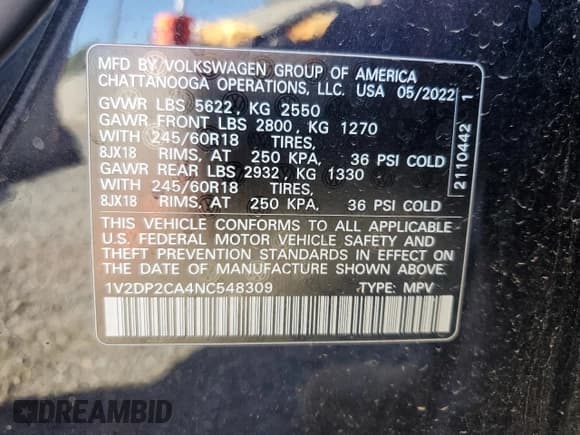 MFD BY VOLKSWAGEN GROUP OF AMERICA
CHATTANOOGA OPERATIONS, LLC. USA 05/2022
GVWR LBS 5622, KG 2550
GAWR FRONT LBS 2800, KG 1270
WITH 245/60R18 TIRES,
8JX18 RIMS, AT 250 KPA, 36 PSI COLD
GAWR REAR LBS 2932, KG 1330
WITH 245/60R18 TIRES,
8JX18 RIMS, AT 250 KPA, 36 PSI COLD
THIS VEHICLE CONFORMS TO ALL APPLICABLE
U.S. FEDERAL MOTOR VEHICLE SAFETY AND
THEFT PREVENTION STANDARDS IN EFFECT ON
THE DATE OF MANUFACTURE SHOWN ABOVE.
1V2DP2CA4NC548309 TYPE: MPV
2110442 1
DREAMBID